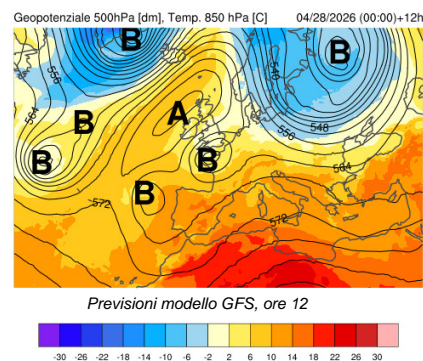 Geopotenziale 500hPa [dm], Temp. 850 hPa [C] 04/28/2026 (00:00)+12h
B
B
556
540
564
A
B
548
556
B
B
564
B
572
572
Previsioni modello GFS, ore 12
-30 -26 -22 -18 -14 -10 -6 -2 2 6 10 14 18 22 26 30